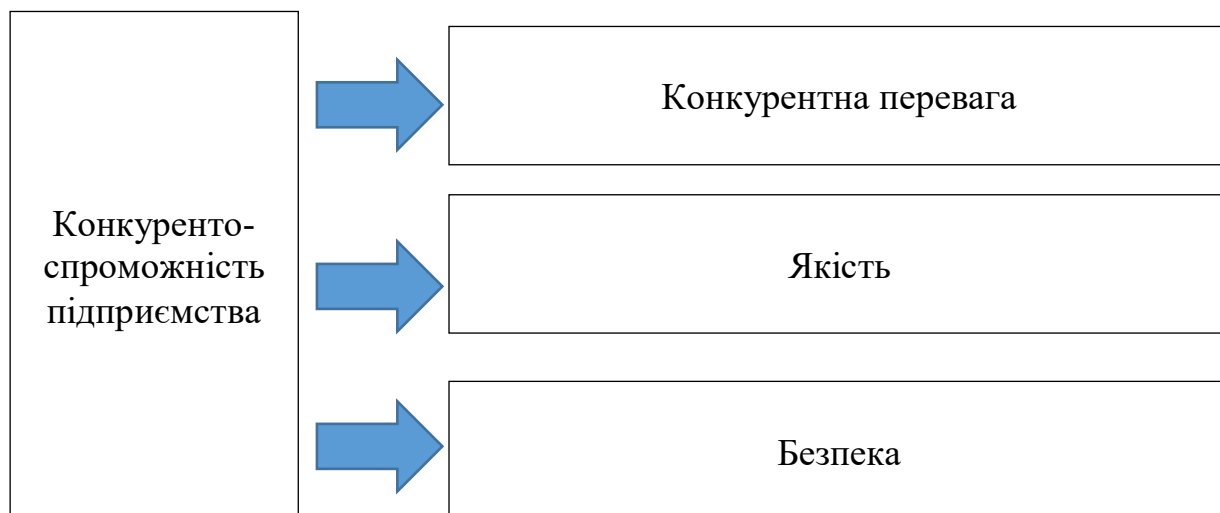 Конкуренто-
спроможність
підприємства
Конкурентна перевага
Якість
Безпека